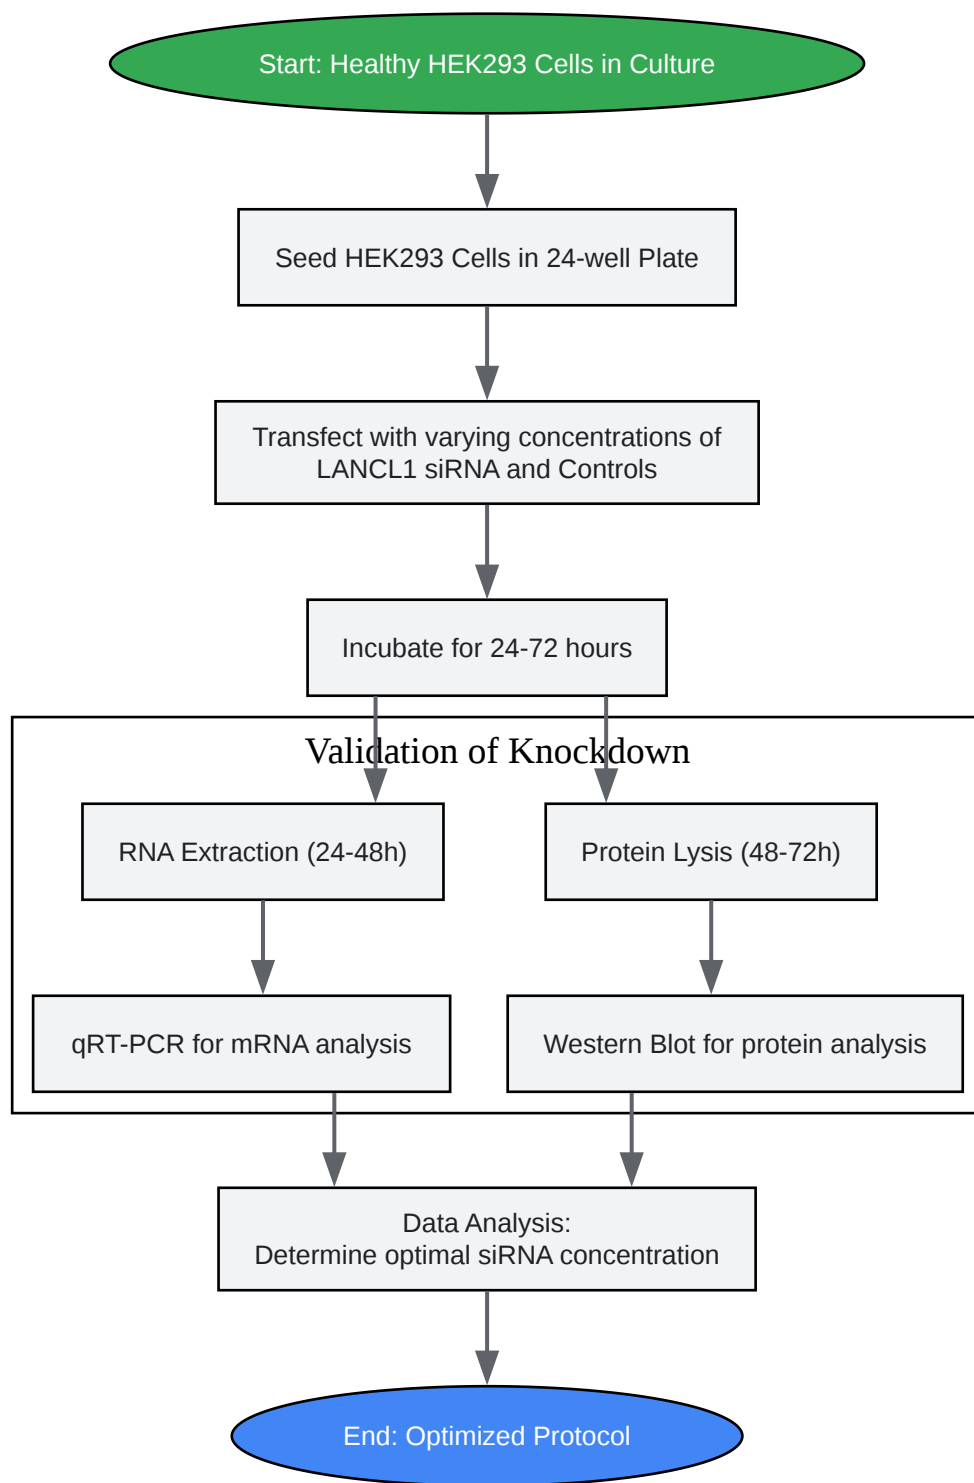 Start: Healthy HEK293 Cells in Culture
Seed HEK293 Cells in 24-well Plate
Transfect with varying concentrations of
LANCL1 siRNA and Controls
Incubate for 24-72 hours
Validation of Knockdown
RNA Extraction (24-48h)
Protein Lysis (48-72h)
qRT-PCR for mRNA analysis
Western Blot for protein analysis
Data Analysis:
Determine optimal siRNA concentration
End: Optimized Protocol